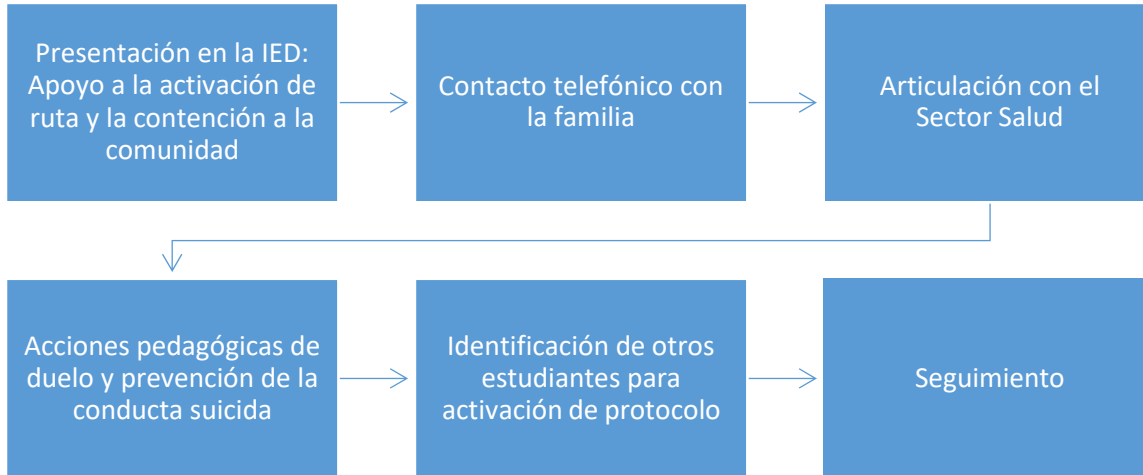 Presentación en la IED:
Apoyo a la activación de
ruta y la contención a la
comunidad
Contacto telefónico con
la familia
Articulación con el
Sector Salud
Acciones pedagógicas de
duelo y prevención de la
conducta suicida
Identificación de otros
estudiantes para
activación de protocolo
Seguimiento